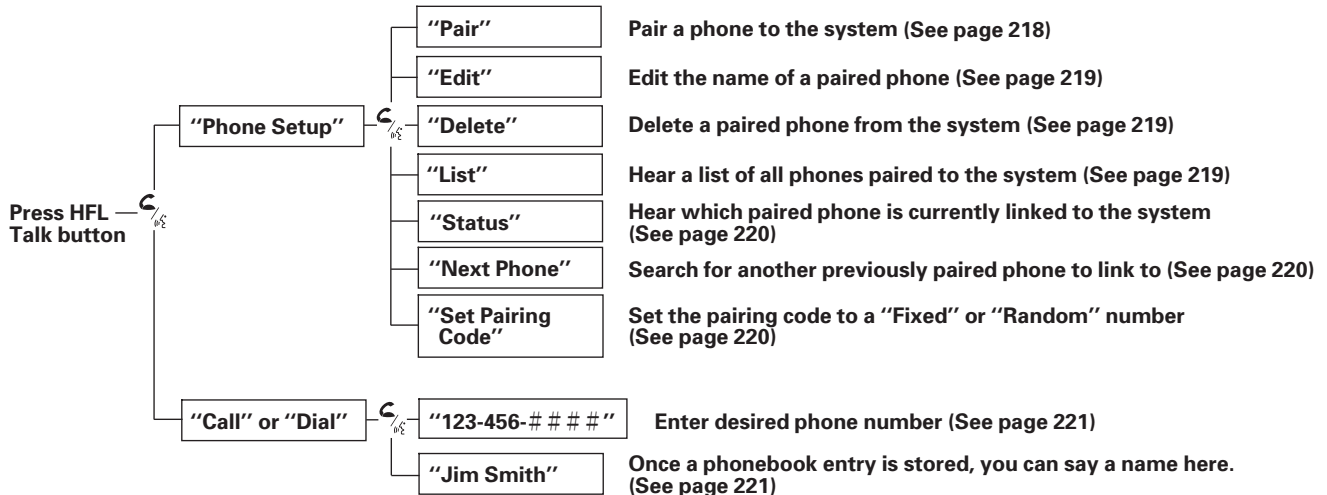 "Pair"
Pair a phone to the system (See page 218)
"Edit"
Edit the name of a paired phone (See page 219)
"Phone Setup"
"Delete"
Delete a paired phone from the system (See page 219)
"List"
Hear a list of all phones paired to the system (See page 219)
Press HFL
Talk button
"Status"
Hear which paired phone is currently linked to the system
(See page 220)
"Next Phone"
Search for another previously paired phone to link to (See page 220)
"Set Pairing
Code"
Set the pairing code to a "Fixed" or "Random" number
(See page 220)
"Call" or "Dial"
"123-456-####"
Enter desired phone number (See page 221)
"Jim Smith"
Once a phonebook entry is stored, you can say a name here.
(See page 221)